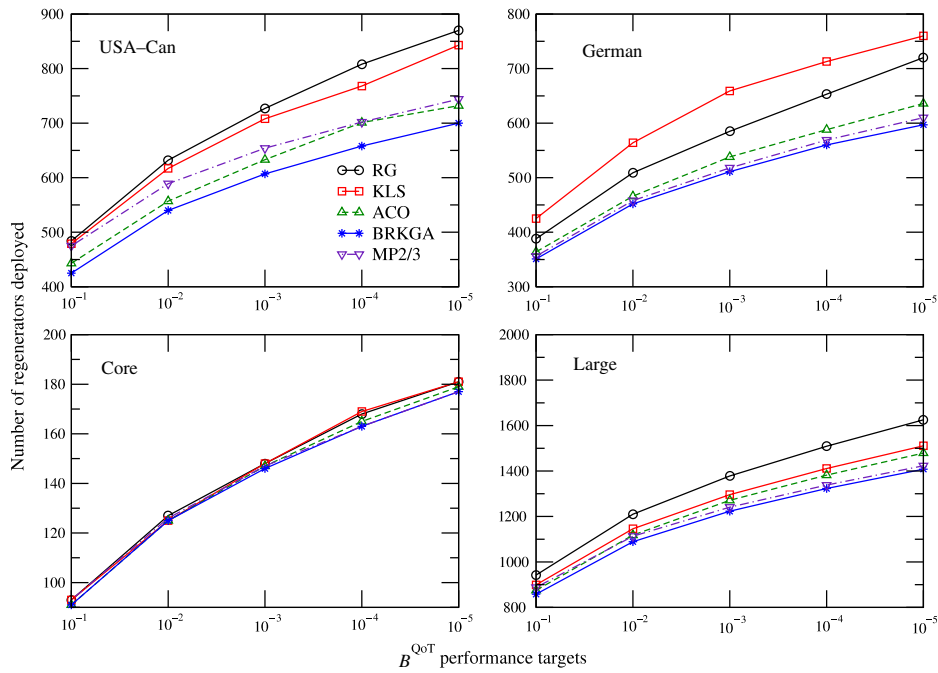 USA–Can
900
800
700
600
500
400
10⁻¹ 10⁻² 10⁻³ 10⁻⁴ 10⁻⁵
RG
KLS
ACO
BRKGA
MP2/3
German
800
700
600
500
400
300
10⁻¹ 10⁻² 10⁻³ 10⁻⁴ 10⁻⁵
Number of regenerators deployed
Core
200
180
160
140
120
100
10⁻¹ 10⁻² 10⁻³ 10⁻⁴ 10⁻⁵
Large
2000
1800
1600
1400
1200
1000
800
10⁻¹ 10⁻² 10⁻³ 10⁻⁴ 10⁻⁵
B^QoT performance targets